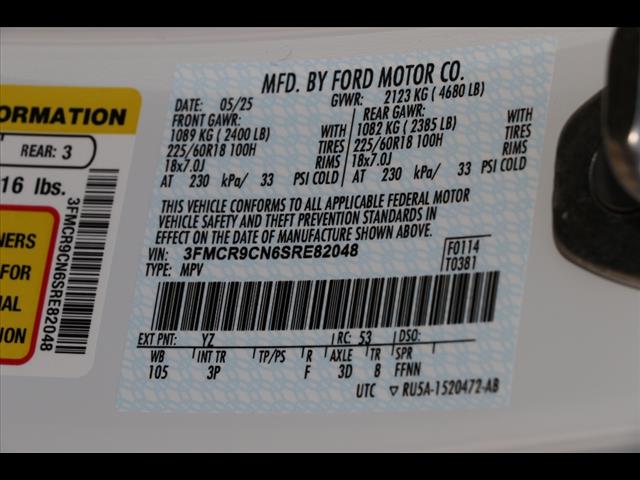 MFD. BY FORD MOTOR CO.
DATE: 05/25 GVWR: 2123 KG (4680 LB)
FRONT GAWR: REAR GAWR:
1089 KG (2400 LB) WITH 1082 KG (2385 LB) WITH
225/60R18 100H TIRES 225/60R18 100H TIRES
18x7.0J RIMS 18x7.0J RIMS
AT 230 kPa/ 33 PSI COLD AT 230 kPa/ 33 PSI COLD
THIS VEHICLE CONFORMS TO ALL APPLICABLE FEDERAL MOTOR
VEHICLE SAFETY AND THEFT PREVENTION STANDARDS IN
EFFECT ON THE DATE OF MANUFACTURE SHOWN ABOVE.
VIN: 3FMCR9CN6SRE82048 F0114
TYPE: MPV T0381
EXT PNT: YZ RC: 53 DSO:
WB INT TR TP/PS R AXLE TR SPR
105 3P F 3D 8 FFNN
UTC ▽ RU5A-1520472-AB
ORMATION
REAR: 3
16 lbs.
NERS
FOR
NAL
ION
3FMCR9CN6SRE82048